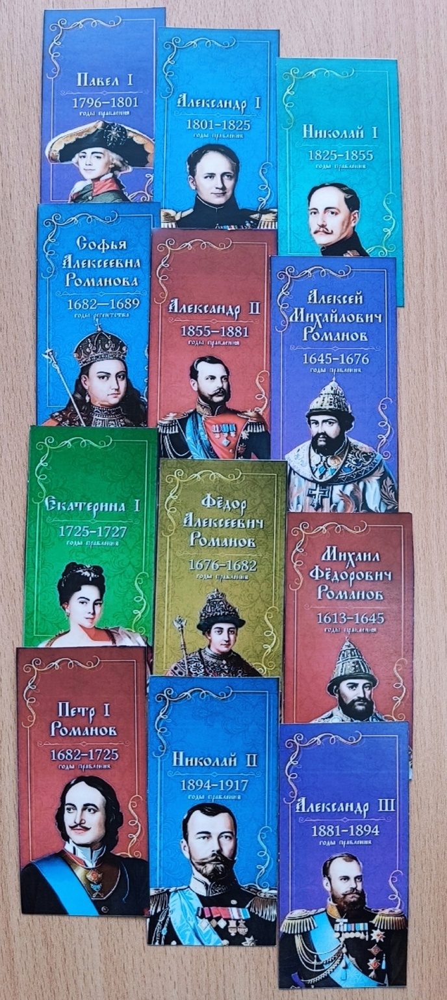 Павел I
1796–1801
годы правления
Александр I
1801–1825
годы правления
Николай I
1825–1855
годы правления
Софья
Алексеевна
Романова
1682—1689
годы регентства
Александр II
1855–1881
годы правления
Алексей
Михайлович
Романов
1645–1676
годы правления
Екатерина I
1725–1727
годы правления
Фёдор
Алексеевич
Романов
1676–1682
годы правления
Михаил
Фёдорович
Романов
1613–1645
годы правления
Петр I
Романов
1682–1725
годы правления
Николай II
1894–1917
годы правления
Александр III
1881–1894
годы правления